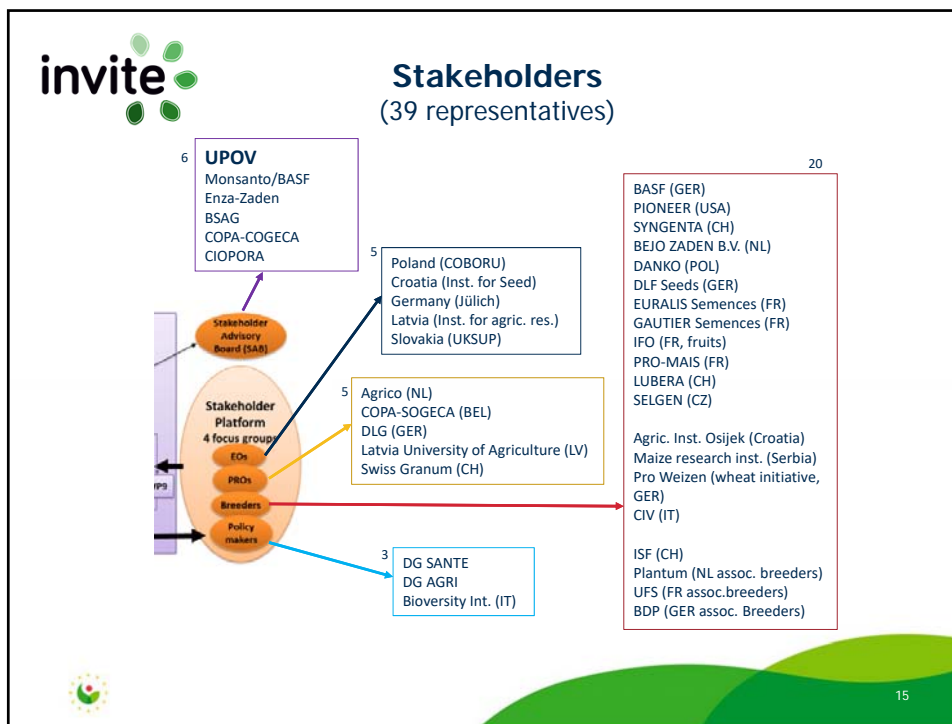 invite
Stakeholders
(39 representatives)
6
UPOV
Monsanto/BASF
Enza-Zaden
BSAG
COPA-COGECA
CIOPORA
5
Poland (COBORU)
Croatia (Inst. for Seed)
Germany (Jülich)
Latvia (Inst. for agric. res.)
Slovakia (UKSUP)
20
BASF (GER)
PIONEER (USA)
SYNGENTA (CH)
BEJO ZADEN B.V. (NL)
DANKO (POL)
DLF Seeds (GER)
EURALIS Semences (FR)
GAUTIER Semences (FR)
IFO (FR, fruits)
PRO-MAIS (FR)
LUBERA (CH)
SELGEN (CZ)
Agric. Inst. Osijek (Croatia)
Maize research inst. (Serbia)
Pro Weizen (wheat initiative,
GER)
CIV (IT)
ISF (CH)
Plantum (NL assoc. breeders)
UFS (FR assoc.breeders)
BDP (GER assoc. Breeders)
Stakeholder
Advisory
Board (SAB)
Stakeholder
Platform
4 focus groups
EOs
PROs
Breeders
Policy
makers
5
Agrico (NL)
COPA-SOGECA (BEL)
DLG (GER)
Latvia University of Agriculture (LV)
Swiss Granum (CH)
3
DG SANTE
DG AGRI
Bioversity Int. (IT)
15